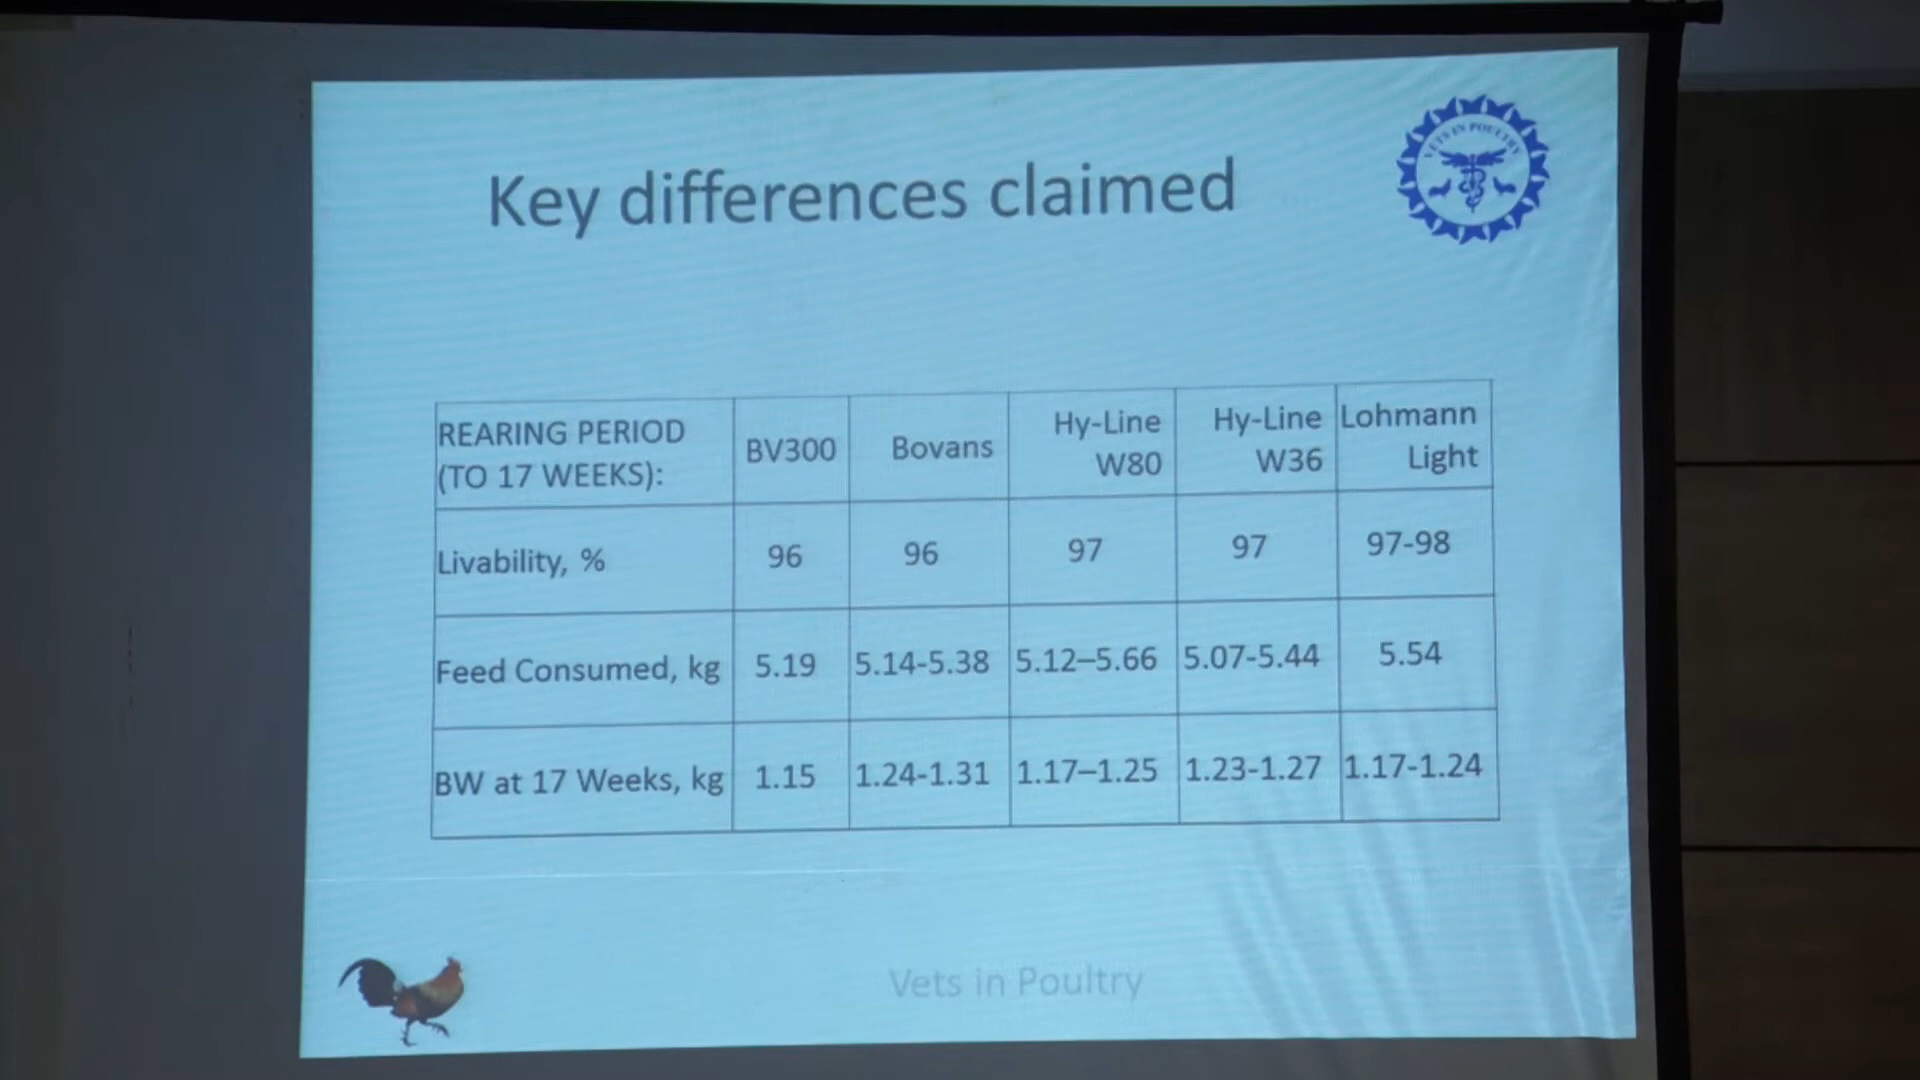 Key differences claimed
VETS IN POULTRY
REARING PERIOD (TO 17 WEEKS): BV300 Bovans Hy-Line W80 Hy-Line W36 Lohmann Light
Livability, % 96 96 97 97 97-98
Feed Consumed, kg 5.19 5.14-5.38 5.12–5.66 5.07-5.44 5.54
BW at 17 Weeks, kg 1.15 1.24-1.31 1.17–1.25 1.23-1.27 1.17-1.24
Vets in Poultry